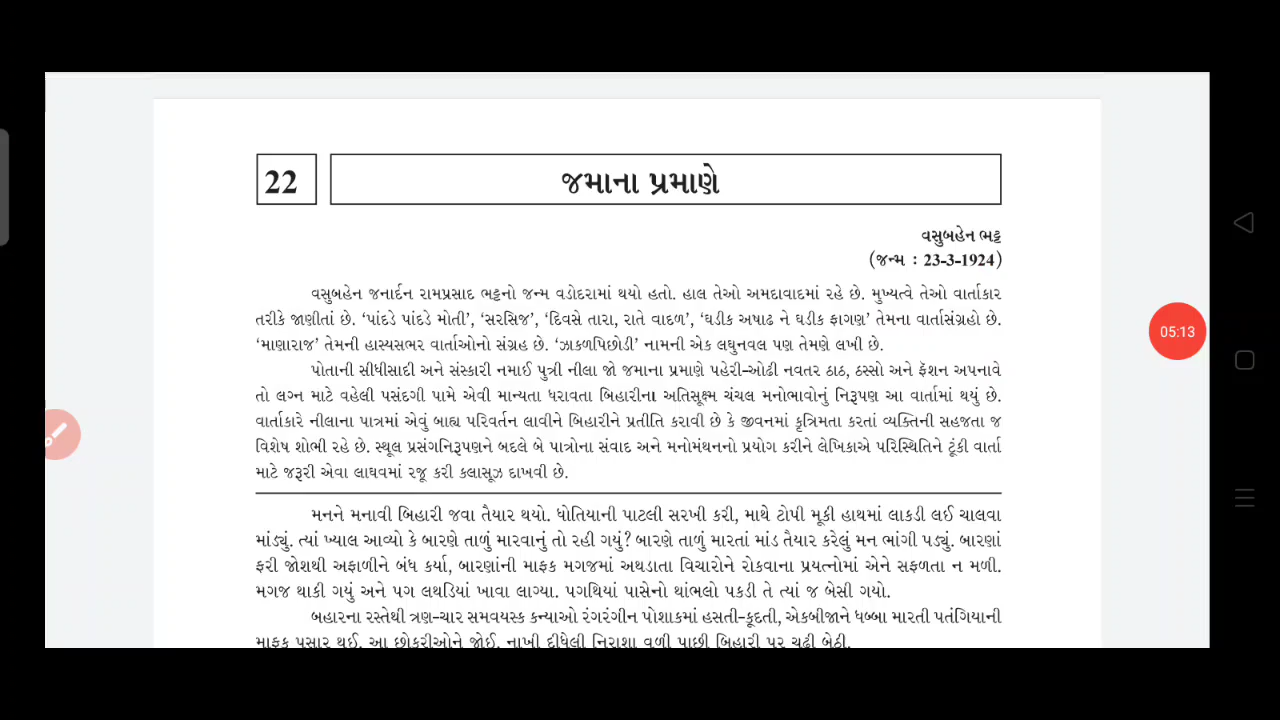 22
જમાના પ્રમાણે
વસુબહેન ભટ્ટ
(જન્મ : 23-3-1924)
વસુબહેન જનાર્દન રામપ્રસાદ ભટ્ટનો જન્મ વડોદરામાં થયો હતો. હાલ તેઓ અમદાવાદમાં રહે છે. મુખ્યત્વે તેઓ વાર્તાકાર
તરીકે જાણીતાં છે. ‘પાંદડે પાંદડે મોતી’, ‘સરસિજ’, ‘દિવસે તારા, રાતે વાદળ’, ‘ઘડીક અષાઢ ને ઘડીક ફાગણ’ તેમના વાર્તાસંગ્રહો છે.
‘માણારાજ’ તેમની હાસ્યસભર વાર્તાઓનો સંગ્રહ છે. ‘ઝાકળપિછોડી’ નામની એક લઘુનવલ પણ તેમણે લખી છે.
પોતાની સીધીસાદી અને સંસ્કારી નમાઈ પુત્રી નીલા જો જમાના પ્રમાણે પહેરી-ઓઢી નવતર ઠાઠ, ઠસ્સો અને ફૅશન અપનાવે
તો લગ્ન માટે વહેલી પસંદગી પામે એવી માન્યતા ધરાવતા બિહારીના અતિસૂક્ષ્મ ચંચલ મનોભાવોનું નિરૂપણ આ વાર્તામાં થયું છે.
વાર્તાકારે નીલાના પાત્રમાં એવું બાહ્ય પરિવર્તન લાવીને બિહારીને પ્રતીતિ કરાવી છે કે જીવનમાં કૃત્રિમતા કરતાં વ્યક્તિની સહજતા જ
વિશેષ શોભી રહે છે. સ્થૂલ પ્રસંગનિરૂપણને બદલે બે પાત્રોના સંવાદ અને મનોમંથનનો પ્રયોગ કરીને લેખિકાએ પરિસ્થિતિને ટૂંકી વાર્તા
માટે જરૂરી એવા લાઘવમાં રજૂ કરી કલાસૂઝ દાખવી છે.
મનને મનાવી બિહારી જવા તૈયાર થયો. ધોતિયાની પાટલી સરખી કરી, માથે ટોપી મૂકી હાથમાં લાકડી લઈ ચાલવા
માંડ્યું. ત્યાં ખ્યાલ આવ્યો કે બારણે તાળું મારવાનું તો રહી ગયું? બારણે તાળું મારતાં માંડ તૈયાર કરેલું મન ભાંગી પડ્યું. બારણાં
ફરી જોશથી અફાળીને બંધ કર્યા, બારણાંની માફક મગજમાં અથડાતા વિચારોને રોકવાના પ્રયત્નોમાં એને સફળતા ન મળી.
મગજ થાકી ગયું અને પગ લથડિયાં ખાવા લાગ્યા. પગથિયાં પાસેનો થાંભલો પકડી તે ત્યાં જ બેસી ગયો.
બહારના રસ્તેથી ત્રણ-ચાર સમવયસ્ક કન્યાઓ રંગરંગીન પોશાકમાં હસતી-કૂદતી, એકબીજાને ધબ્બા મારતી પતંગિયાની
માફક પસાર થઈ. આ છોકરીઓને જોઈ, નાખી દીધેલી નિરાશા વળી પાછી બિહારી પર ચઢી બેઠી.
05:13